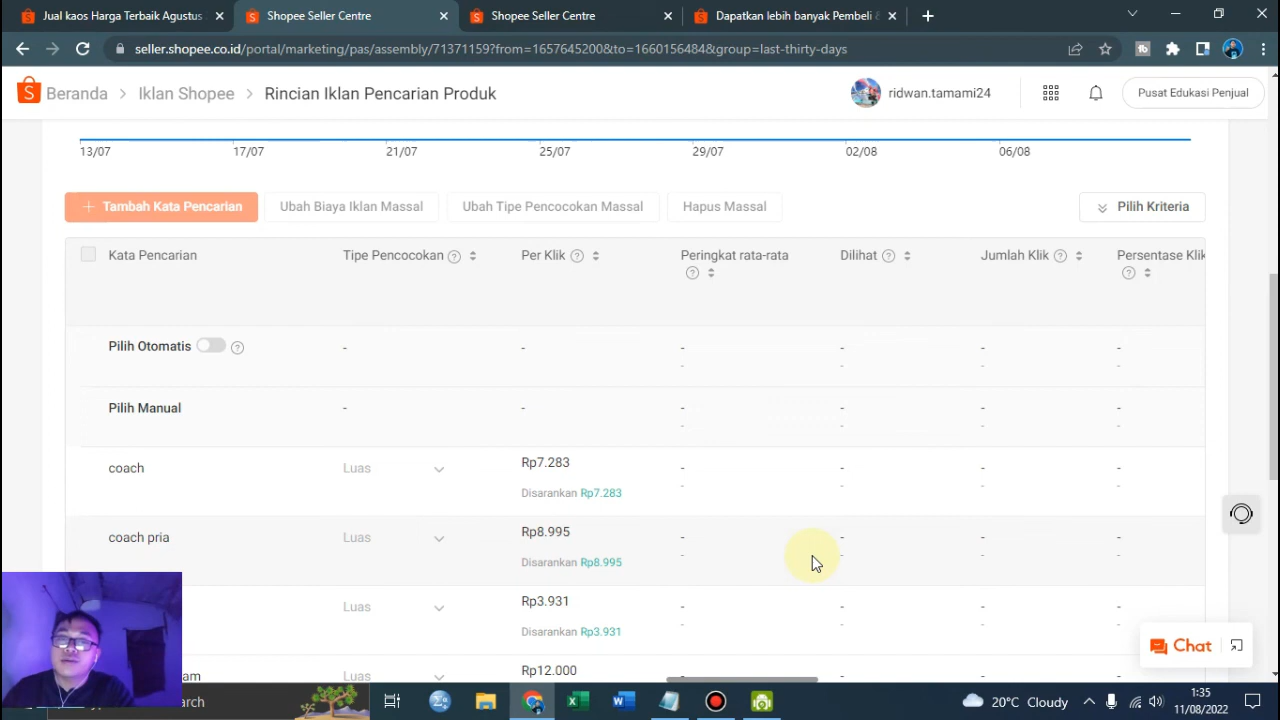 Jual kaos Harga Terbaik Agustus
Shopee Seller Centre
Shopee Seller Centre
Dapatkan lebih banyak Pembeli &
seller.shopee.co.id/portal/marketing/pas/assembly/71371159?from=1657645200&to=1660156484&group=last-thirty-days
Beranda > Iklan Shopee > Rincian Iklan Pencarian Produk
ridwan.tamami24
Pusat Edukasi Penjual
13/07 17/07 21/07 25/07 29/07 02/08 06/08
+ Tambah Kata Pencarian
Ubah Biaya Iklan Massal
Ubah Tipe Pencocokan Massal
Hapus Massal
Pilih Kriteria
Kata Pencarian Tipe Pencocokan Per Klik Peringkat rata-rata Dilihat Jumlah Klik Persentase Klik
Pilih Otomatis - - - - - -
- - - -
Pilih Manual - - - - - -
- - - -
coach Luas Rp7.283 - - - -
Disarankan Rp7.283 - - - -
coach pria Luas Rp8.995 - - - -
Disarankan Rp8.995 - - - -
Luas Rp3.931 - - - -
Disarankan Rp3.931 - - - -
Luas Rp12.000
Chat
20°C Cloudy
1:35
11/08/2022